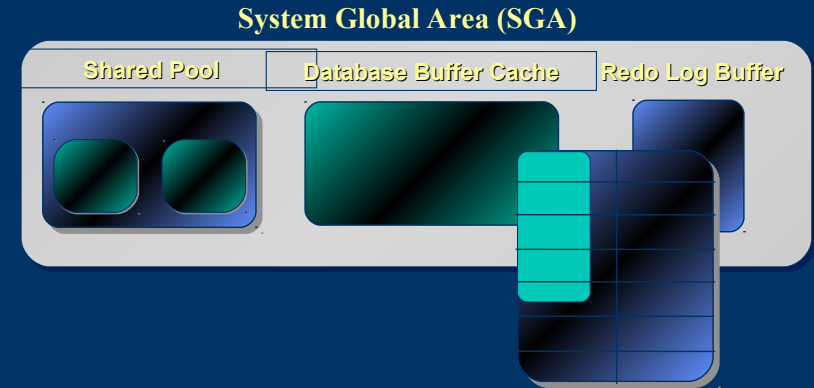 System Global Area (SGA)
Shared Pool
Database Buffer Cache
Redo Log Buffer